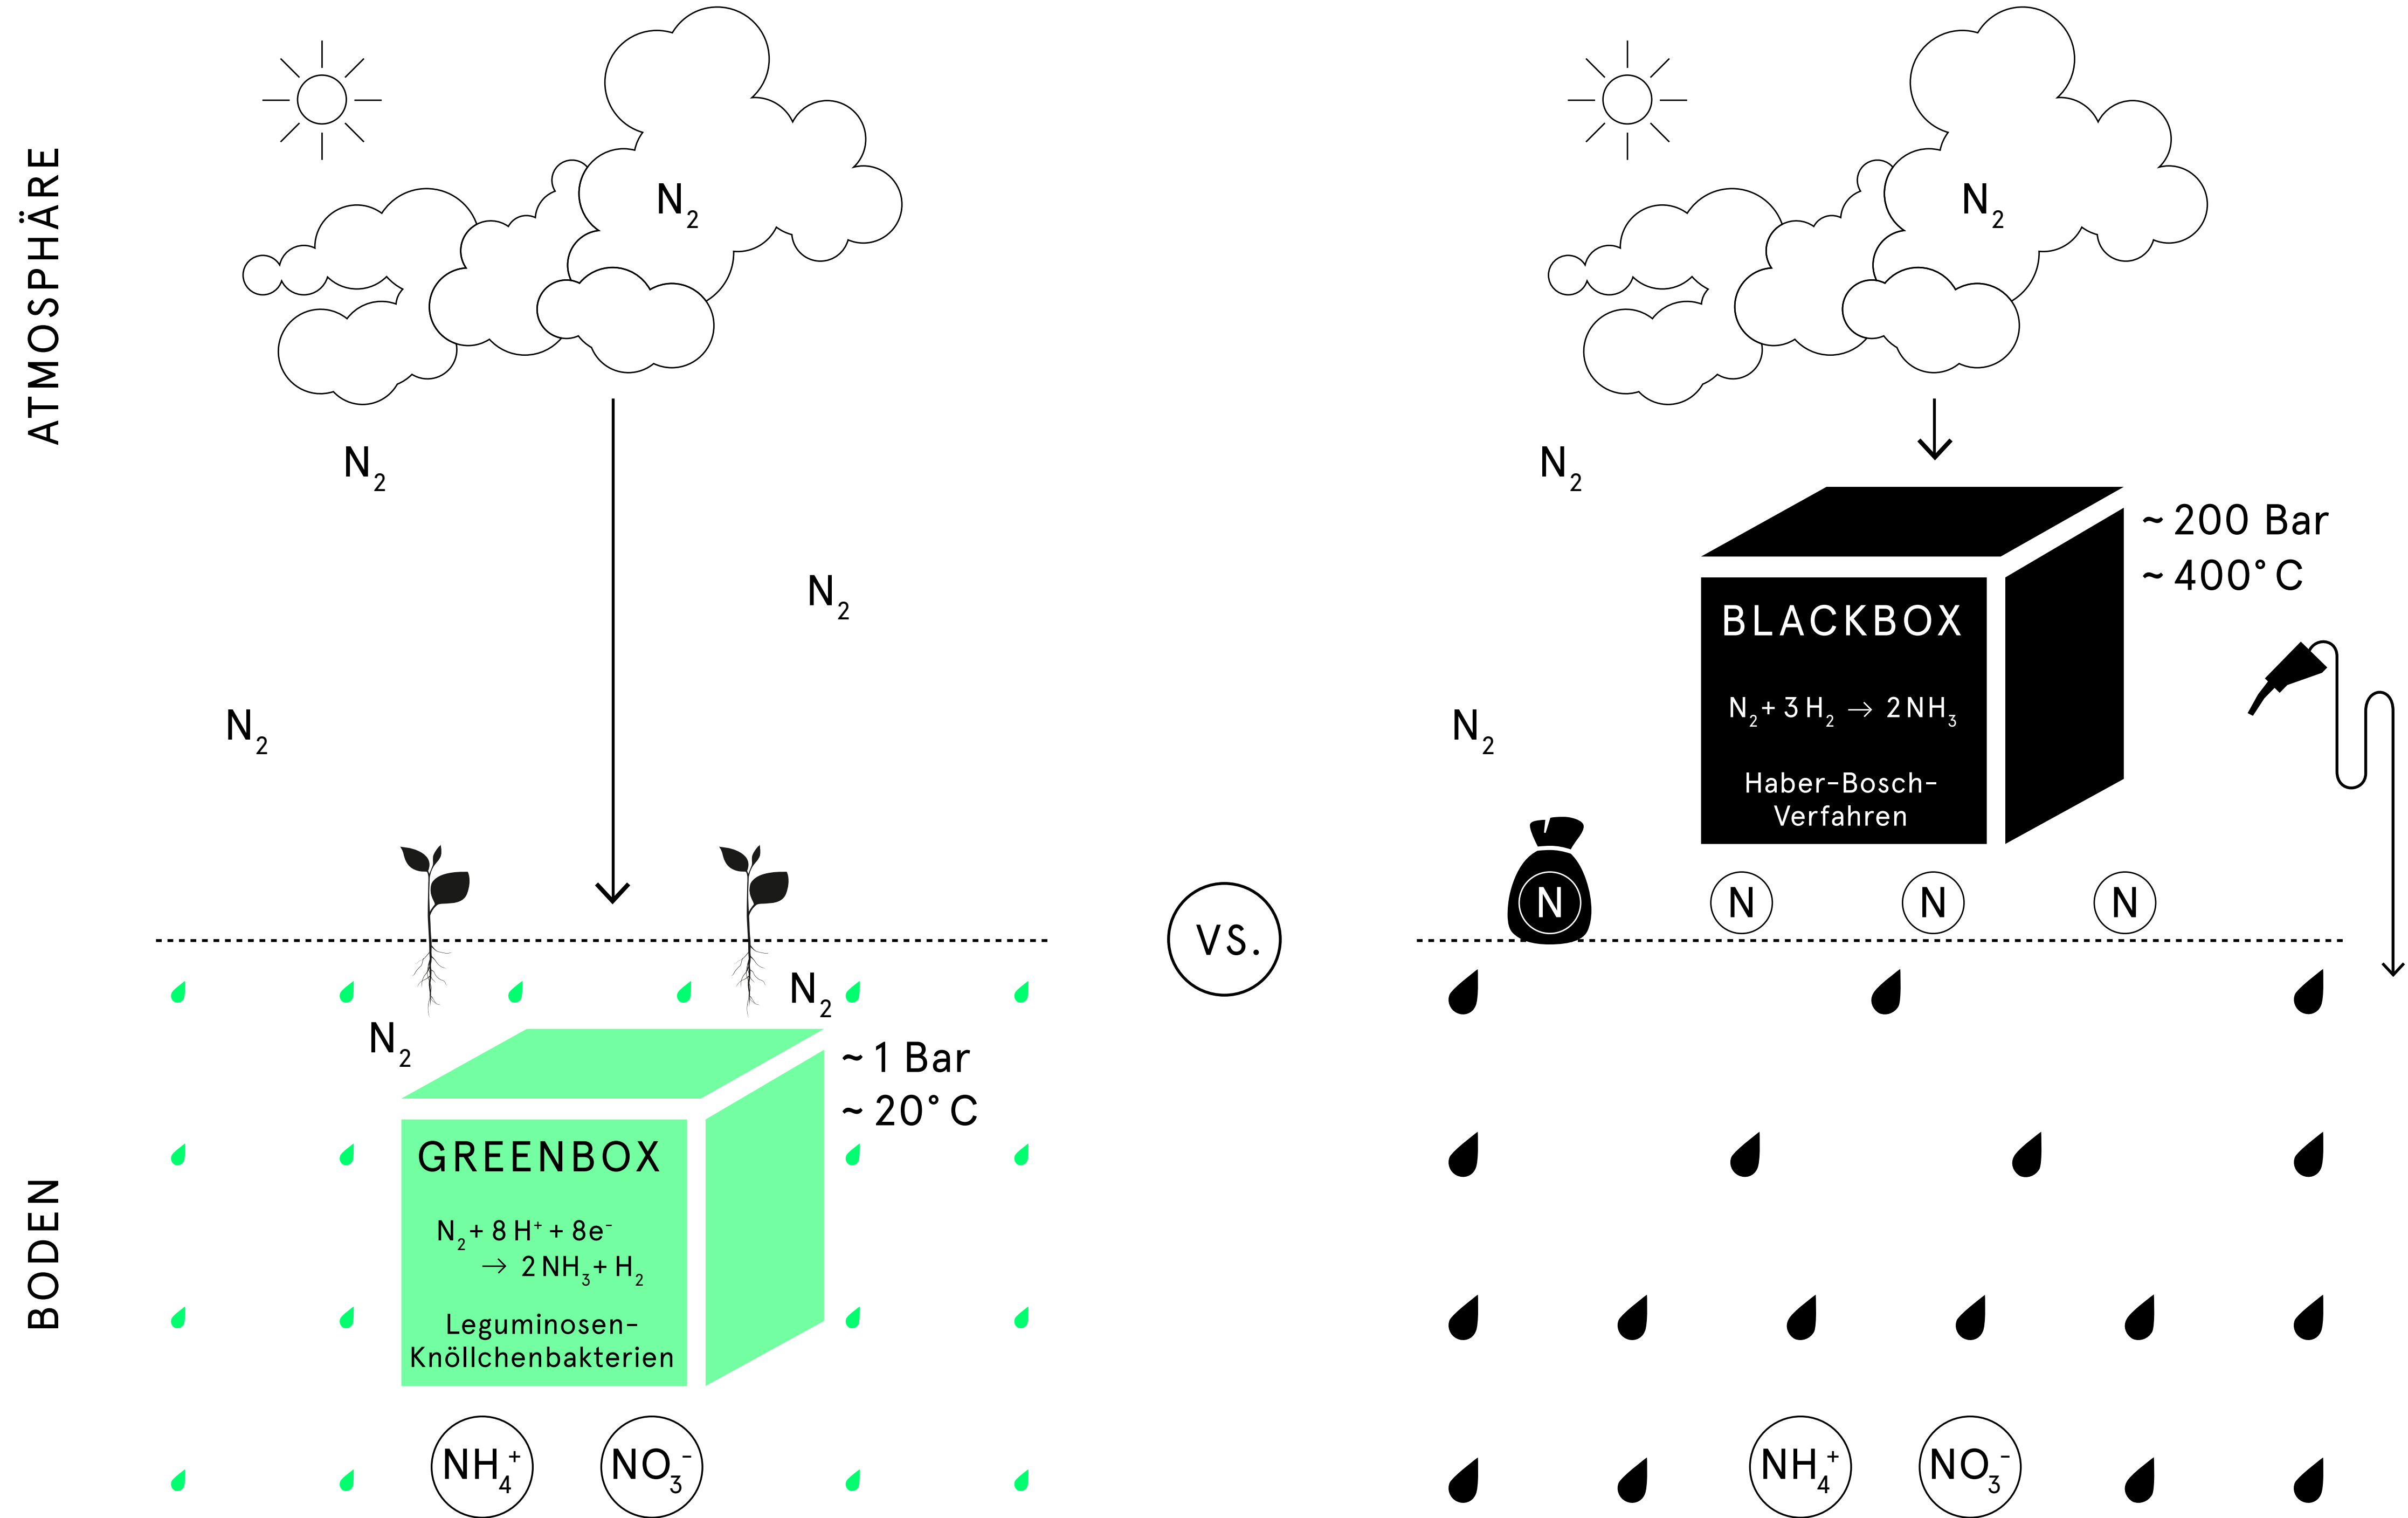 ATMOSPHÄRE
N₂
N₂
N₂
N₂
N₂
N₂
~ 1 Bar
~ 20° C
GREENBOX
N₂ + 8 H⁺ + 8e⁻
→ 2 NH₃ + H₂
Leguminosen-
Knöllchenbakterien
NH₄⁺ NO₃⁻
BODEN
VS.
N₂
N₂
N₂
~ 200 Bar
~ 400° C
BLACKBOX
N₂ + 3 H₂ → 2 NH₃
Haber-Bosch-
Verfahren
N N N N
NH₄⁺ NO₃⁻